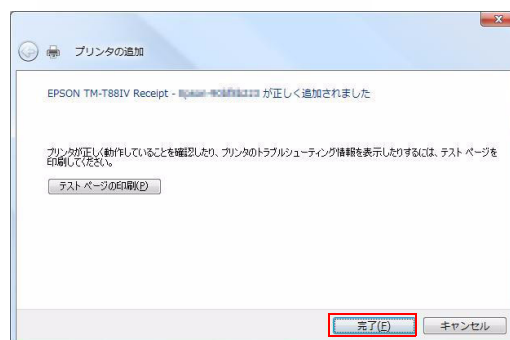 プリンタの追加
EPSON TM-T88IV Receipt - が正しく追加されました
プリンタが正しく動作していることを確認したり、プリンタのトラブルシューティング情報を表示したりするには、テスト ページを
印刷してください。
テスト ページの印刷(P)
完了(F)
キャンセル